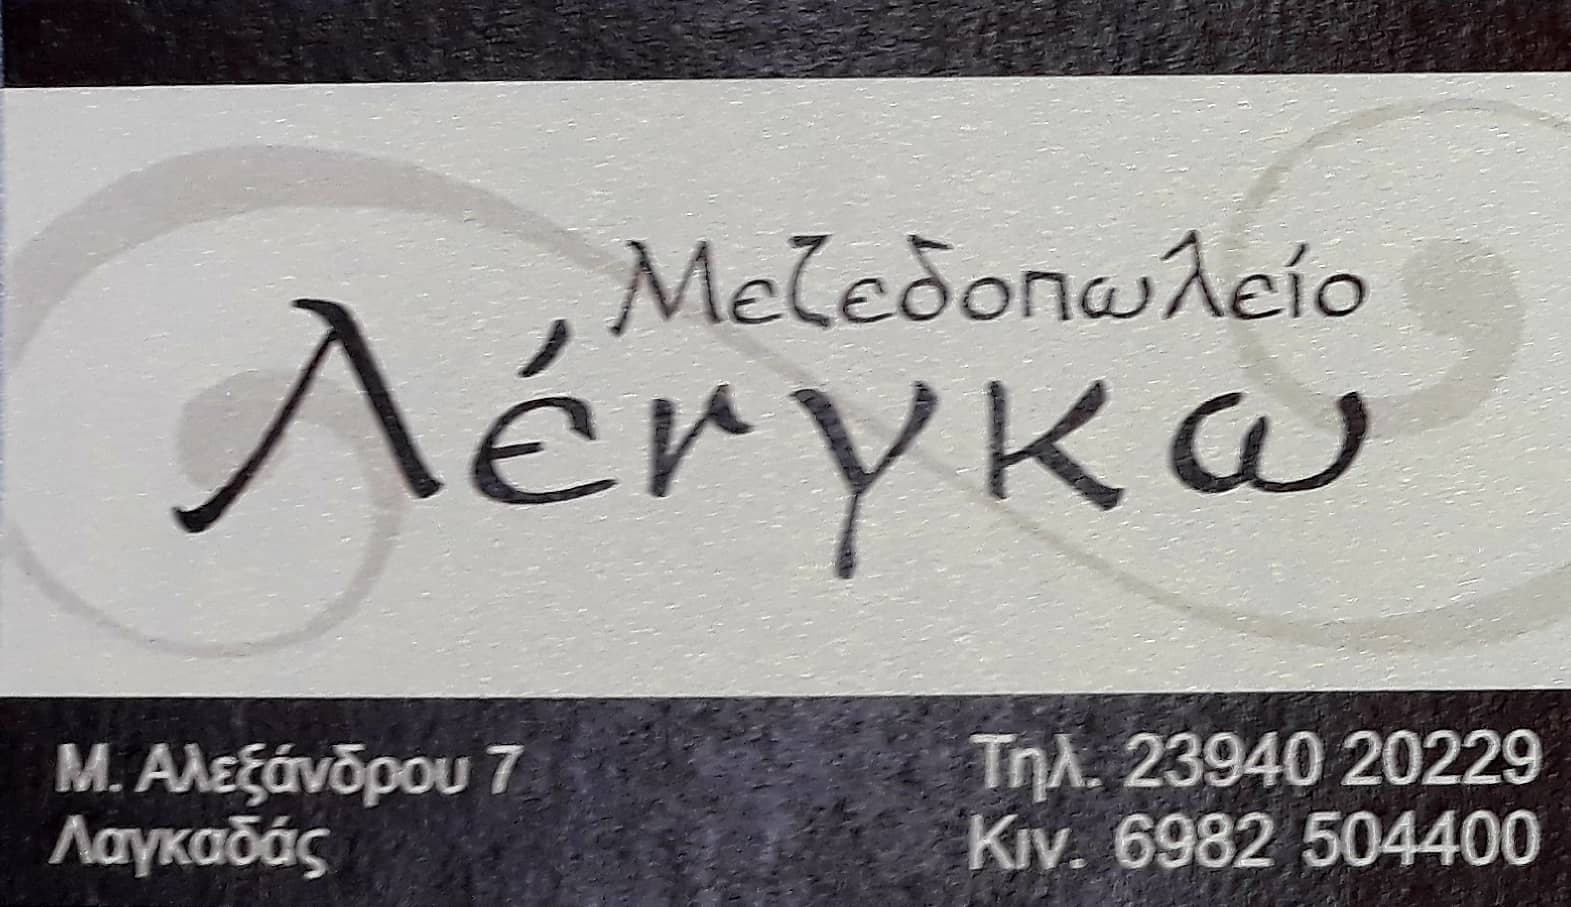 Μεζεδοπωλείο
Λέγκω
Μ. Αλεξάνδρου 7
Λαγκαδάς
Τηλ. 23940 20229
Κιν. 6982 504400